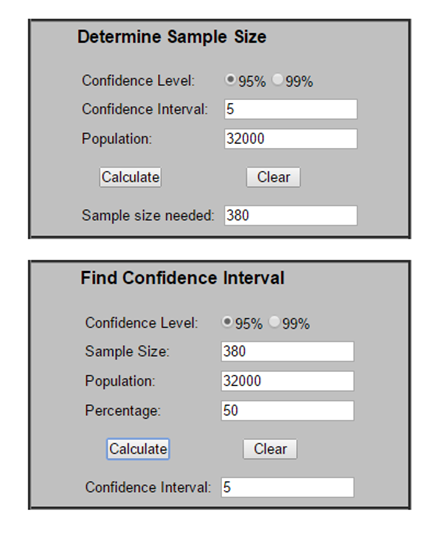 Determine Sample Size
Confidence Level: 95% 99%
Confidence Interval: 5
Population: 32000
Calculate Clear
Sample size needed: 380
Find Confidence Interval
Confidence Level: 95% 99%
Sample Size: 380
Population: 32000
Percentage: 50
Calculate Clear
Confidence Interval: 5